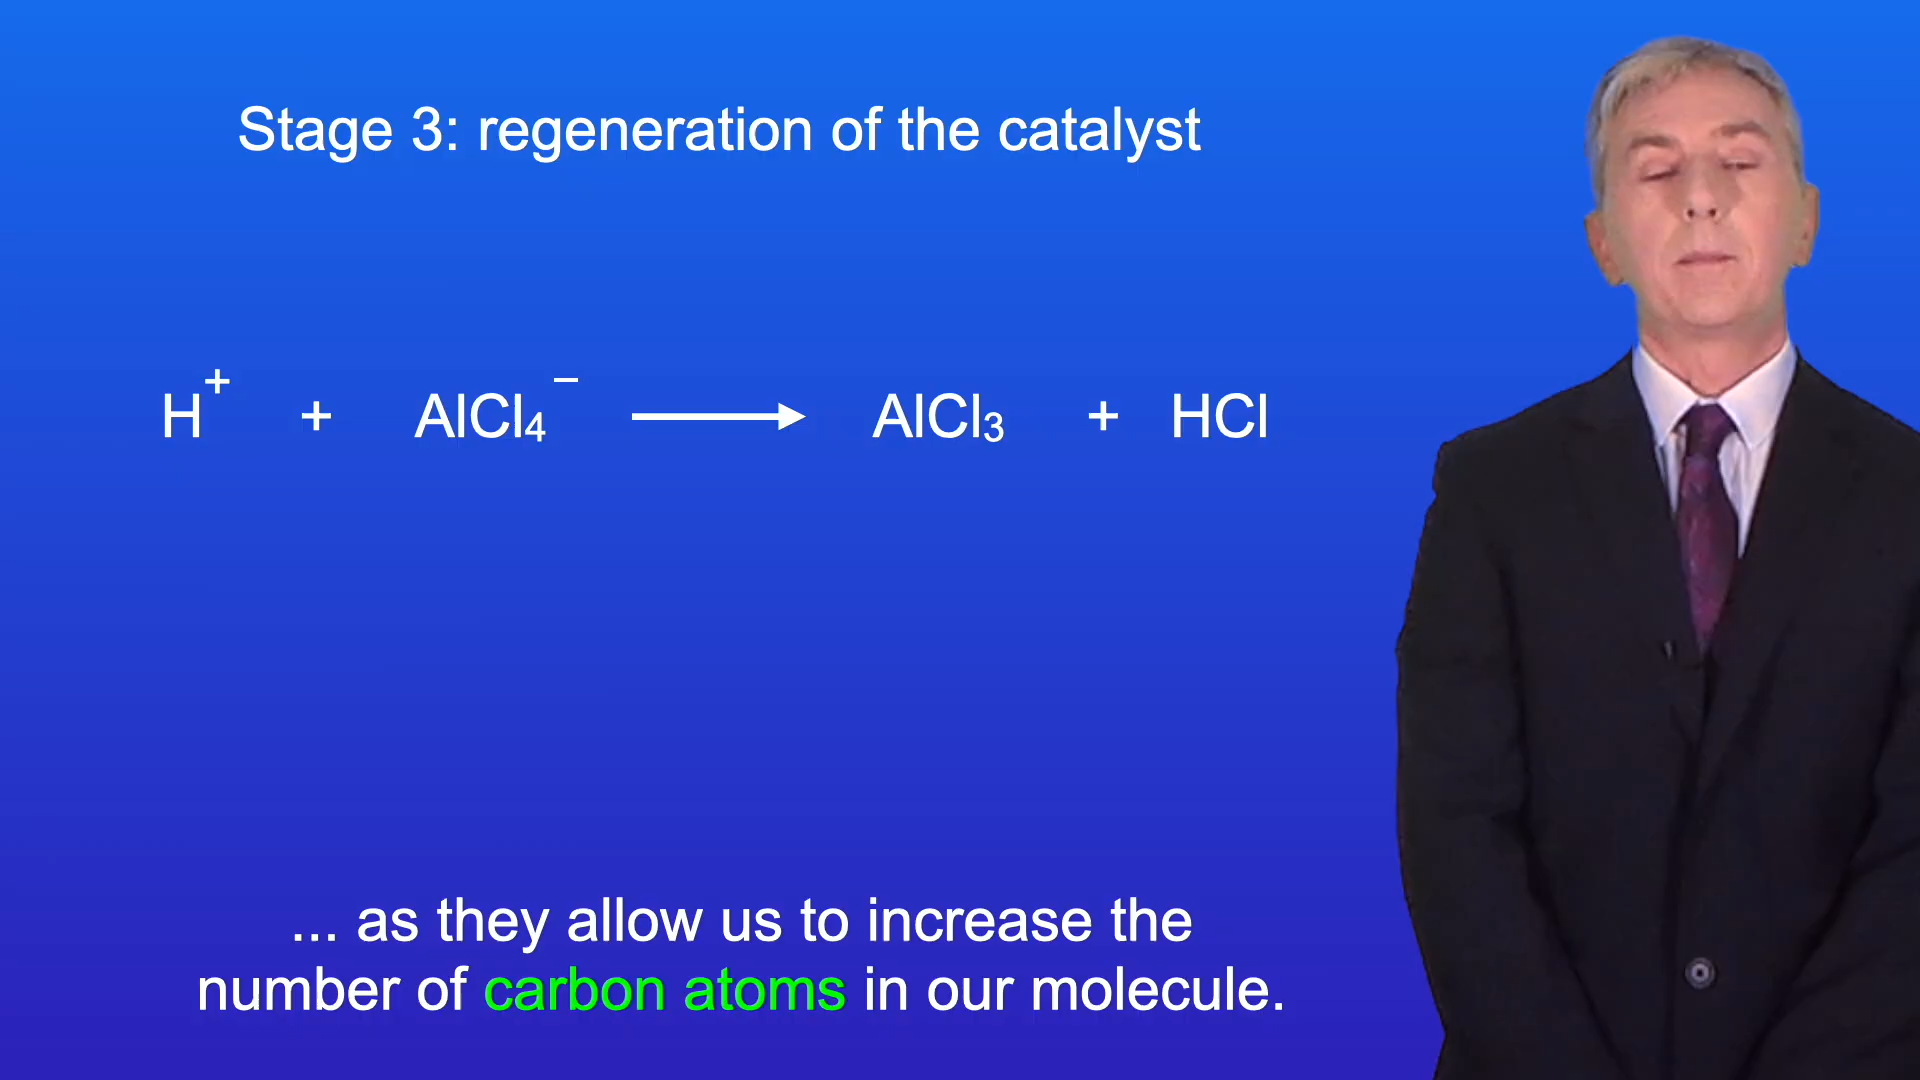 Stage 3: regeneration of the catalyst
H⁺ + AlCl₄⁻ ⟶ AlCl₃ + HCl
... as they allow us to increase the
number of carbon atoms in our molecule.